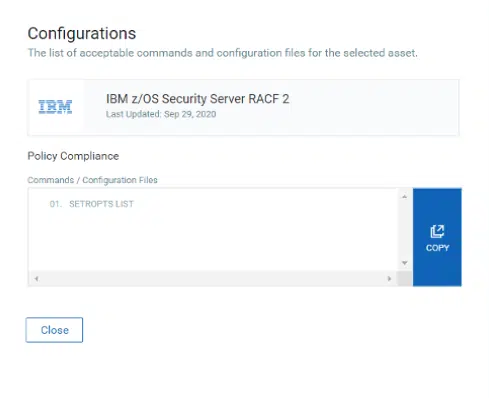 Configurations
The list of acceptable commands and configuration files for the selected asset.
IBM
IBM z/OS Security Server RACF 2
Last Updated: Sep 29, 2020
Policy Compliance
Commands / Configuration Files
01. SETROPTS LIST
COPY
Close